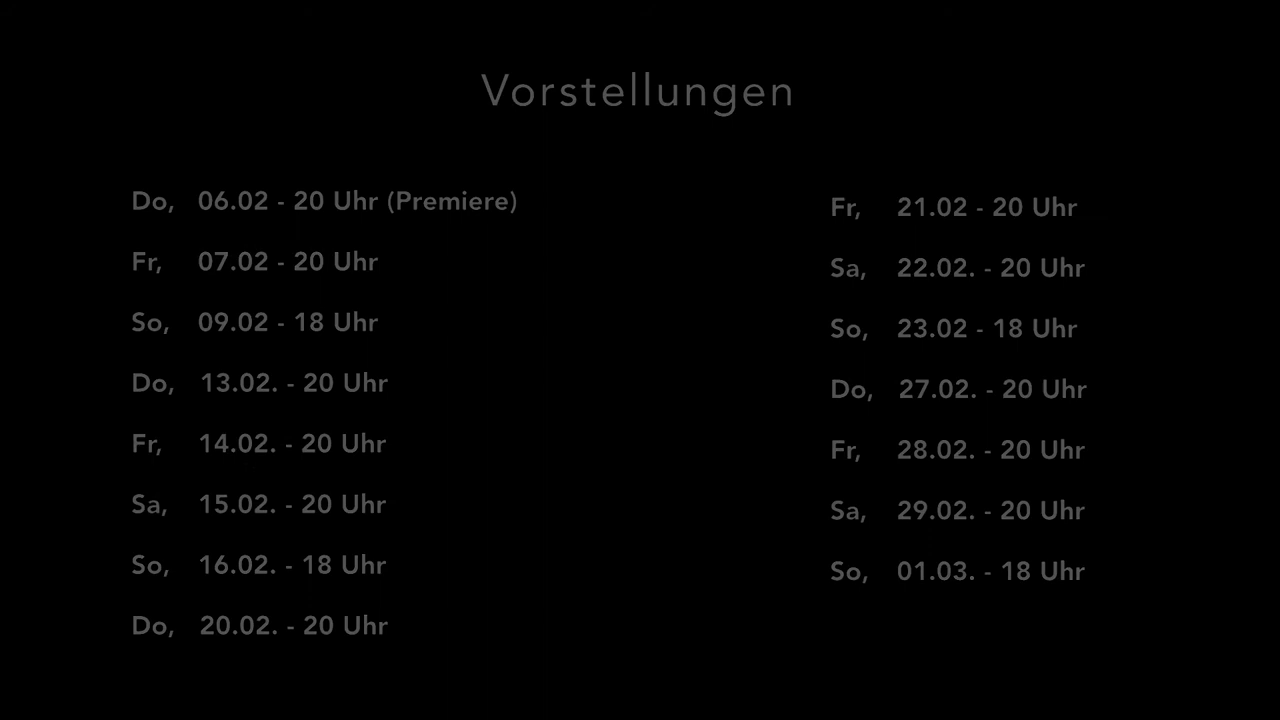 Vorstellungen
Do, 06.02 - 20 Uhr (Premiere)
Fr, 07.02 - 20 Uhr
So, 09.02 - 18 Uhr
Do, 13.02. - 20 Uhr
Fr, 14.02. - 20 Uhr
Sa, 15.02. - 20 Uhr
So, 16.02. - 18 Uhr
Do, 20.02. - 20 Uhr
Fr, 21.02 - 20 Uhr
Sa, 22.02. - 20 Uhr
So, 23.02 - 18 Uhr
Do, 27.02. - 20 Uhr
Fr, 28.02. - 20 Uhr
Sa, 29.02. - 20 Uhr
So, 01.03. - 18 Uhr